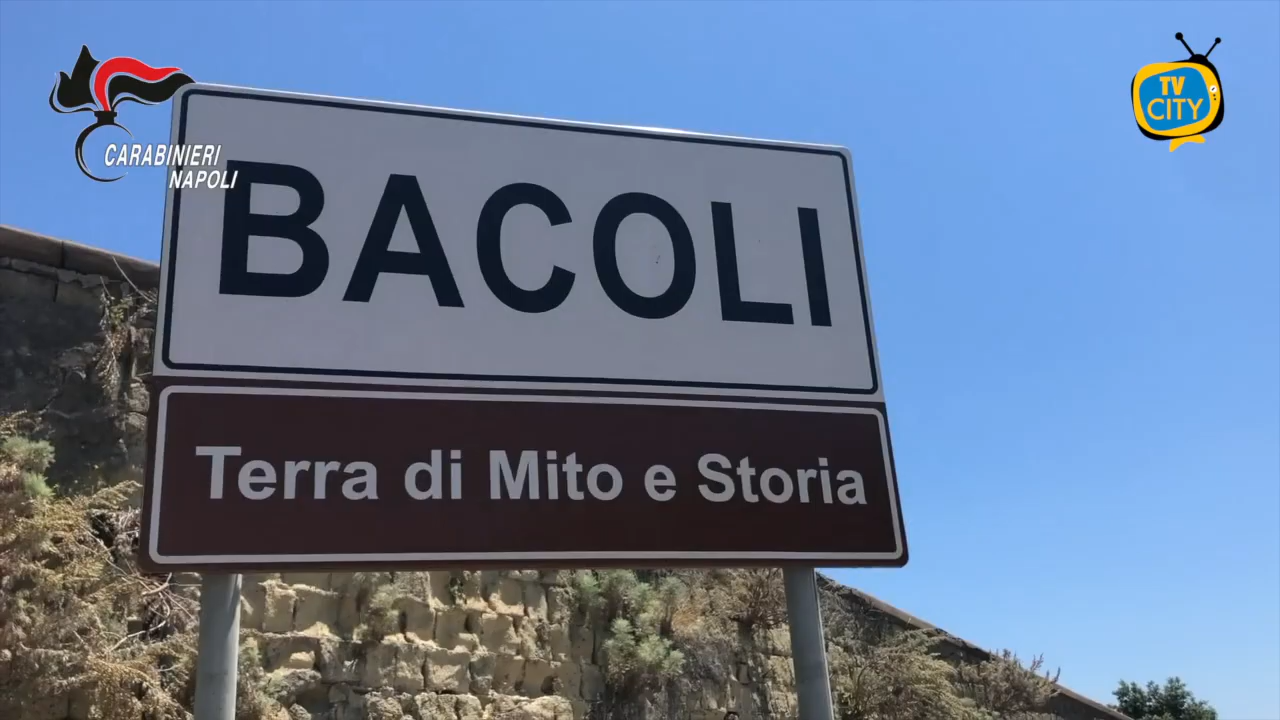 CARABINIERI
NAPOLI
TV
CITY
BACOLI
Terra di Mito e Storia